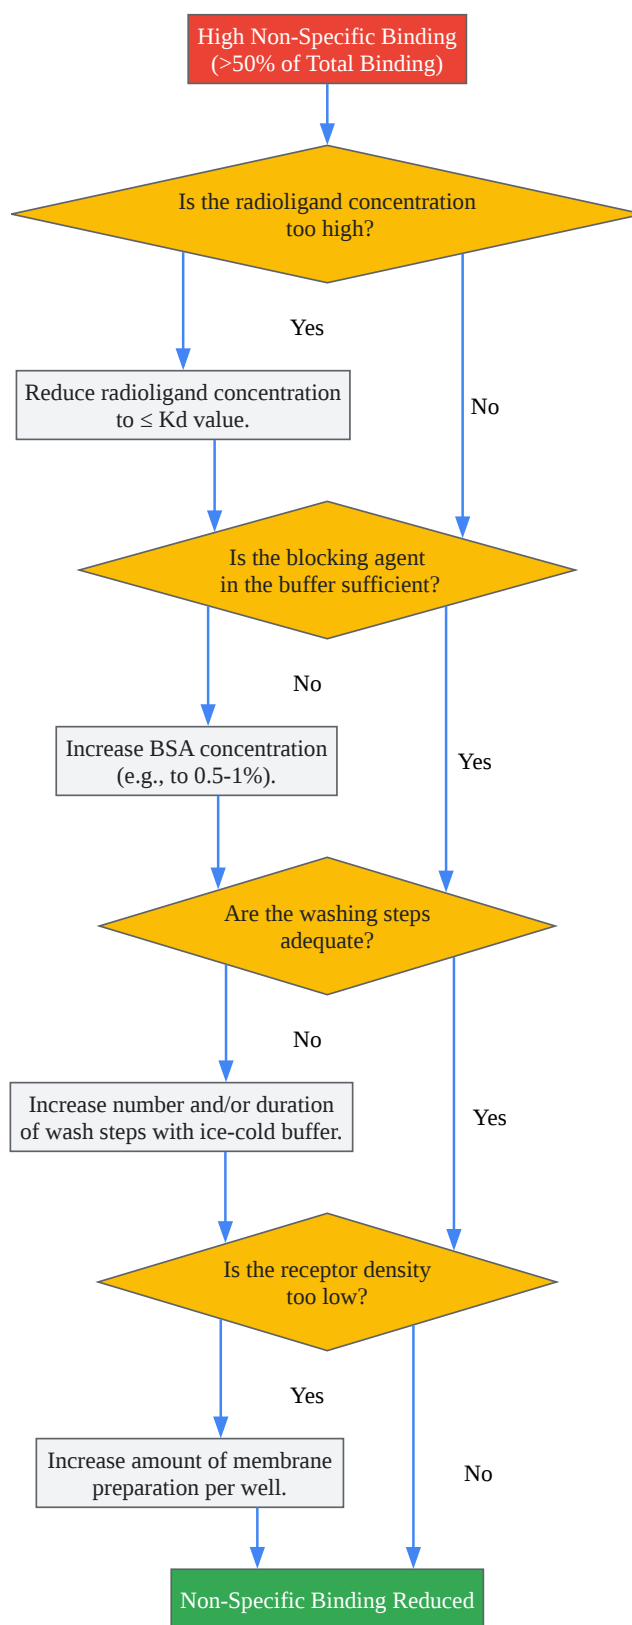 High Non-Specific Binding
(>50% of Total Binding)
Is the radioligand concentration
too high?
Yes
Reduce radioligand concentration
to ≤ Kd value.
No
Is the blocking agent
in the buffer sufficient?
No
Increase BSA concentration
(e.g., to 0.5-1%).
Yes
Are the washing steps
adequate?
No
Increase number and/or duration
of wash steps with ice-cold buffer.
Yes
Is the receptor density
too low?
Yes
Increase amount of membrane
preparation per well.
No
Non-Specific Binding Reduced